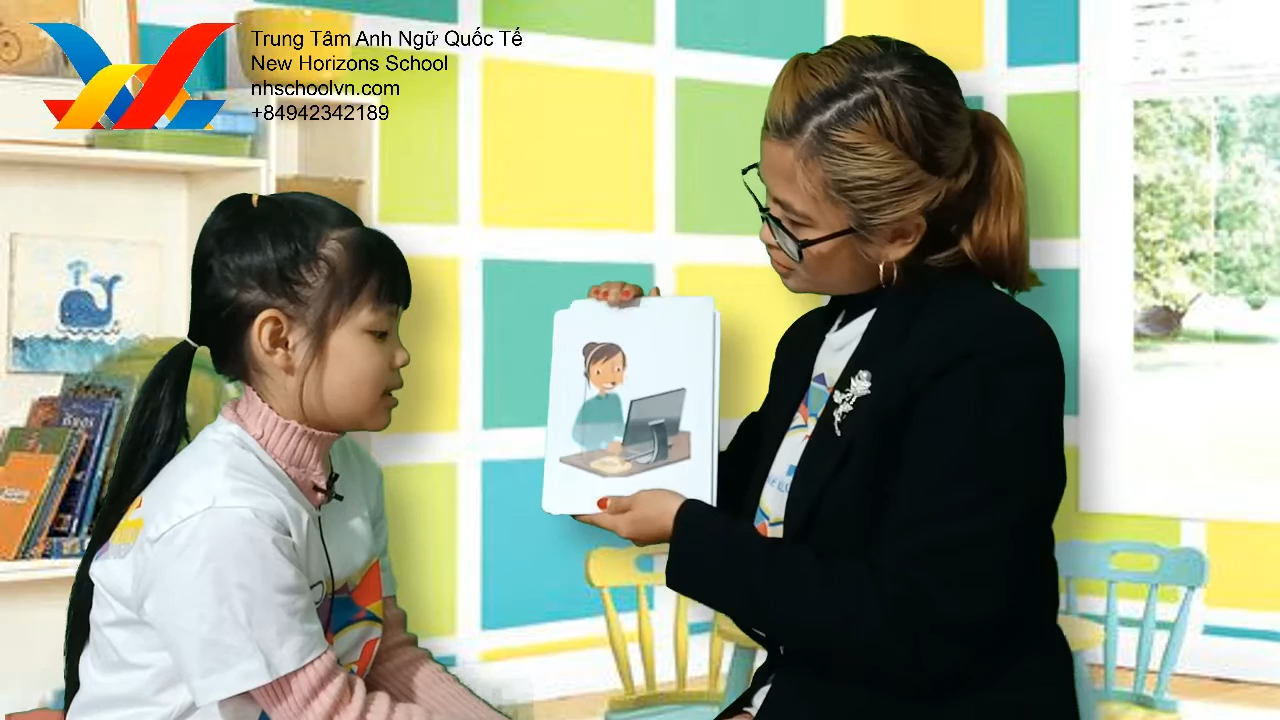 Trung Tâm Anh Ngữ Quốc Tế
New Horizons School
nhschoolvn.com
+84942342189